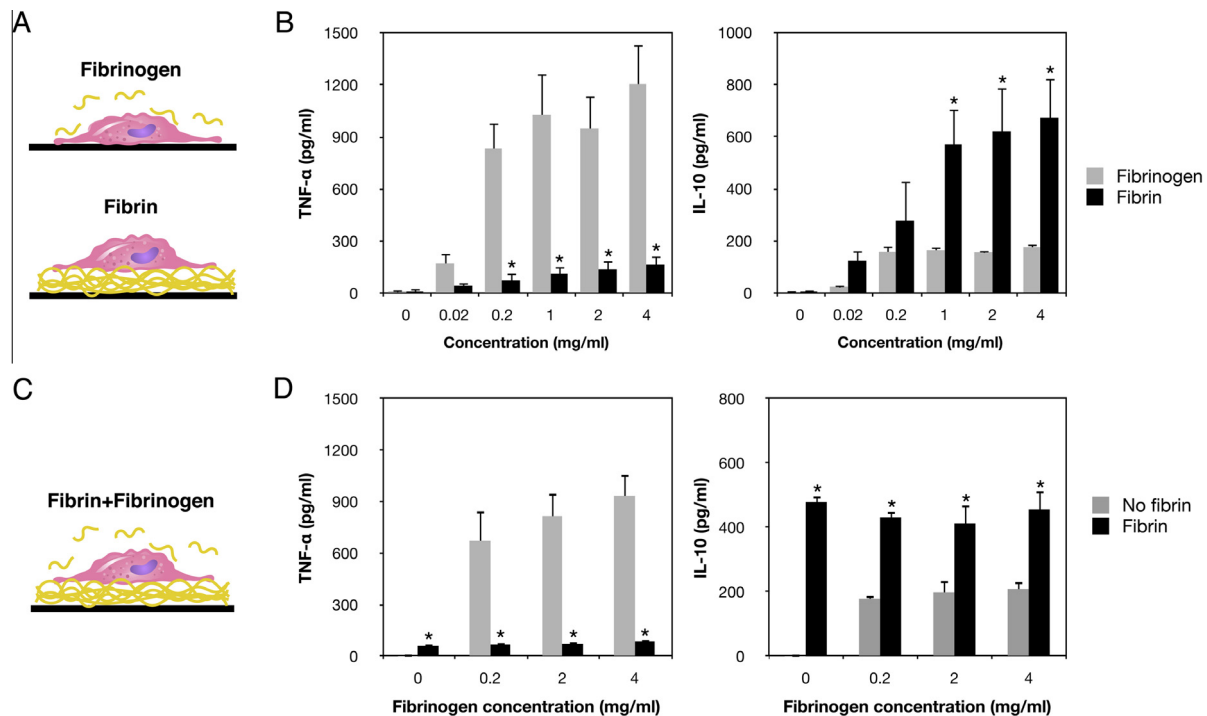 A
Fibrinogen
Fibrin
B
1500
1200
900
600
300
0
TNF-α (pg/ml)
* * * *
0 0.02 0.2 1 2 4
Concentration (mg/ml)
1000
800
600
400
200
0
IL-10 (pg/ml)
* * *
0 0.02 0.2 1 2 4
Concentration (mg/ml)
Fibrinogen
Fibrin
C
Fibrin+Fibrinogen
D
1500
1200
900
600
300
0
TNF-α (pg/ml)
* * * *
0 0.2 2 4
Fibrinogen concentration (mg/ml)
800
600
400
200
0
IL-10 (pg/ml)
* * * *
0 0.2 2 4
Fibrinogen concentration (mg/ml)
No fibrin
Fibrin